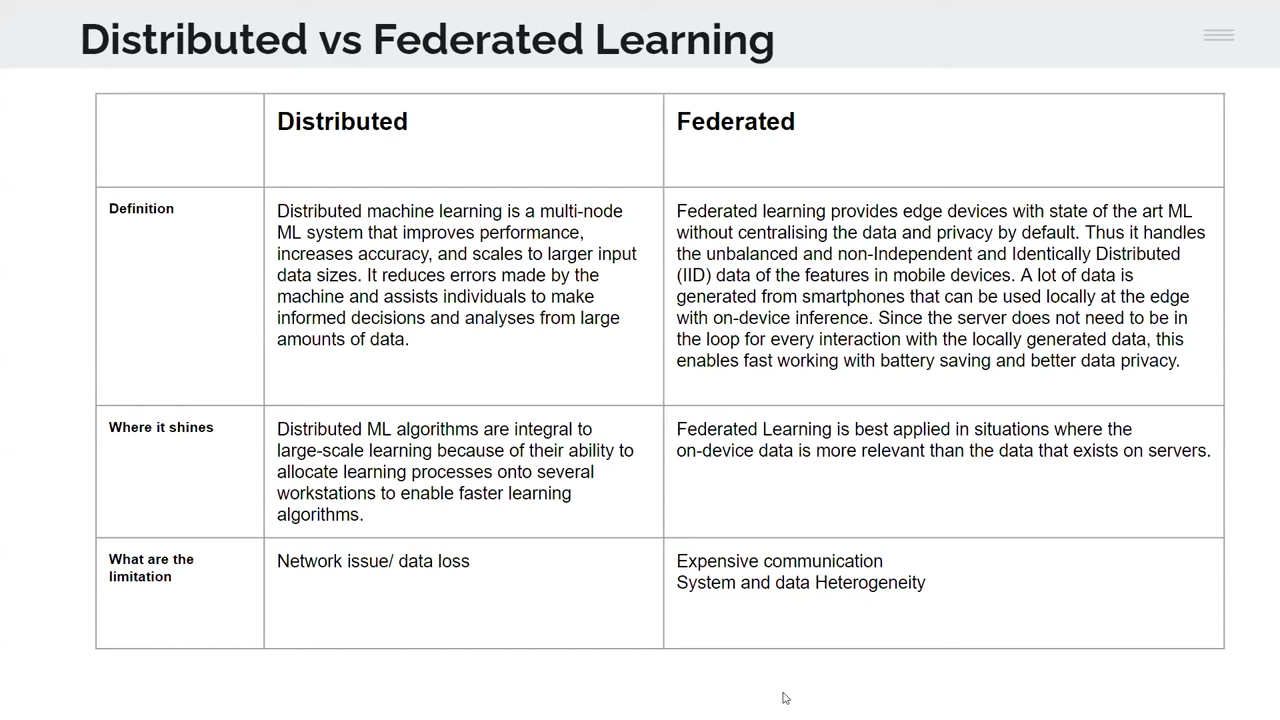 Distributed vs Federated Learning
Distributed
Federated
Definition
Distributed machine learning is a multi-node
ML system that improves performance,
increases accuracy, and scales to larger input
data sizes. It reduces errors made by the
machine and assists individuals to make
informed decisions and analyses from large
amounts of data.
Federated learning provides edge devices with state of the art ML
without centralising the data and privacy by default. Thus it handles
the unbalanced and non-Independent and Identically Distributed
(IID) data of the features in mobile devices. A lot of data is
generated from smartphones that can be used locally at the edge
with on-device inference. Since the server does not need to be in
the loop for every interaction with the locally generated data, this
enables fast working with battery saving and better data privacy.
Where it shines
Distributed ML algorithms are integral to
large-scale learning because of their ability to
allocate learning processes onto several
workstations to enable faster learning
algorithms.
Federated Learning is best applied in situations where the
on-device data is more relevant than the data that exists on servers.
What are the
limitation
Network issue/ data loss
Expensive communication
System and data Heterogeneity